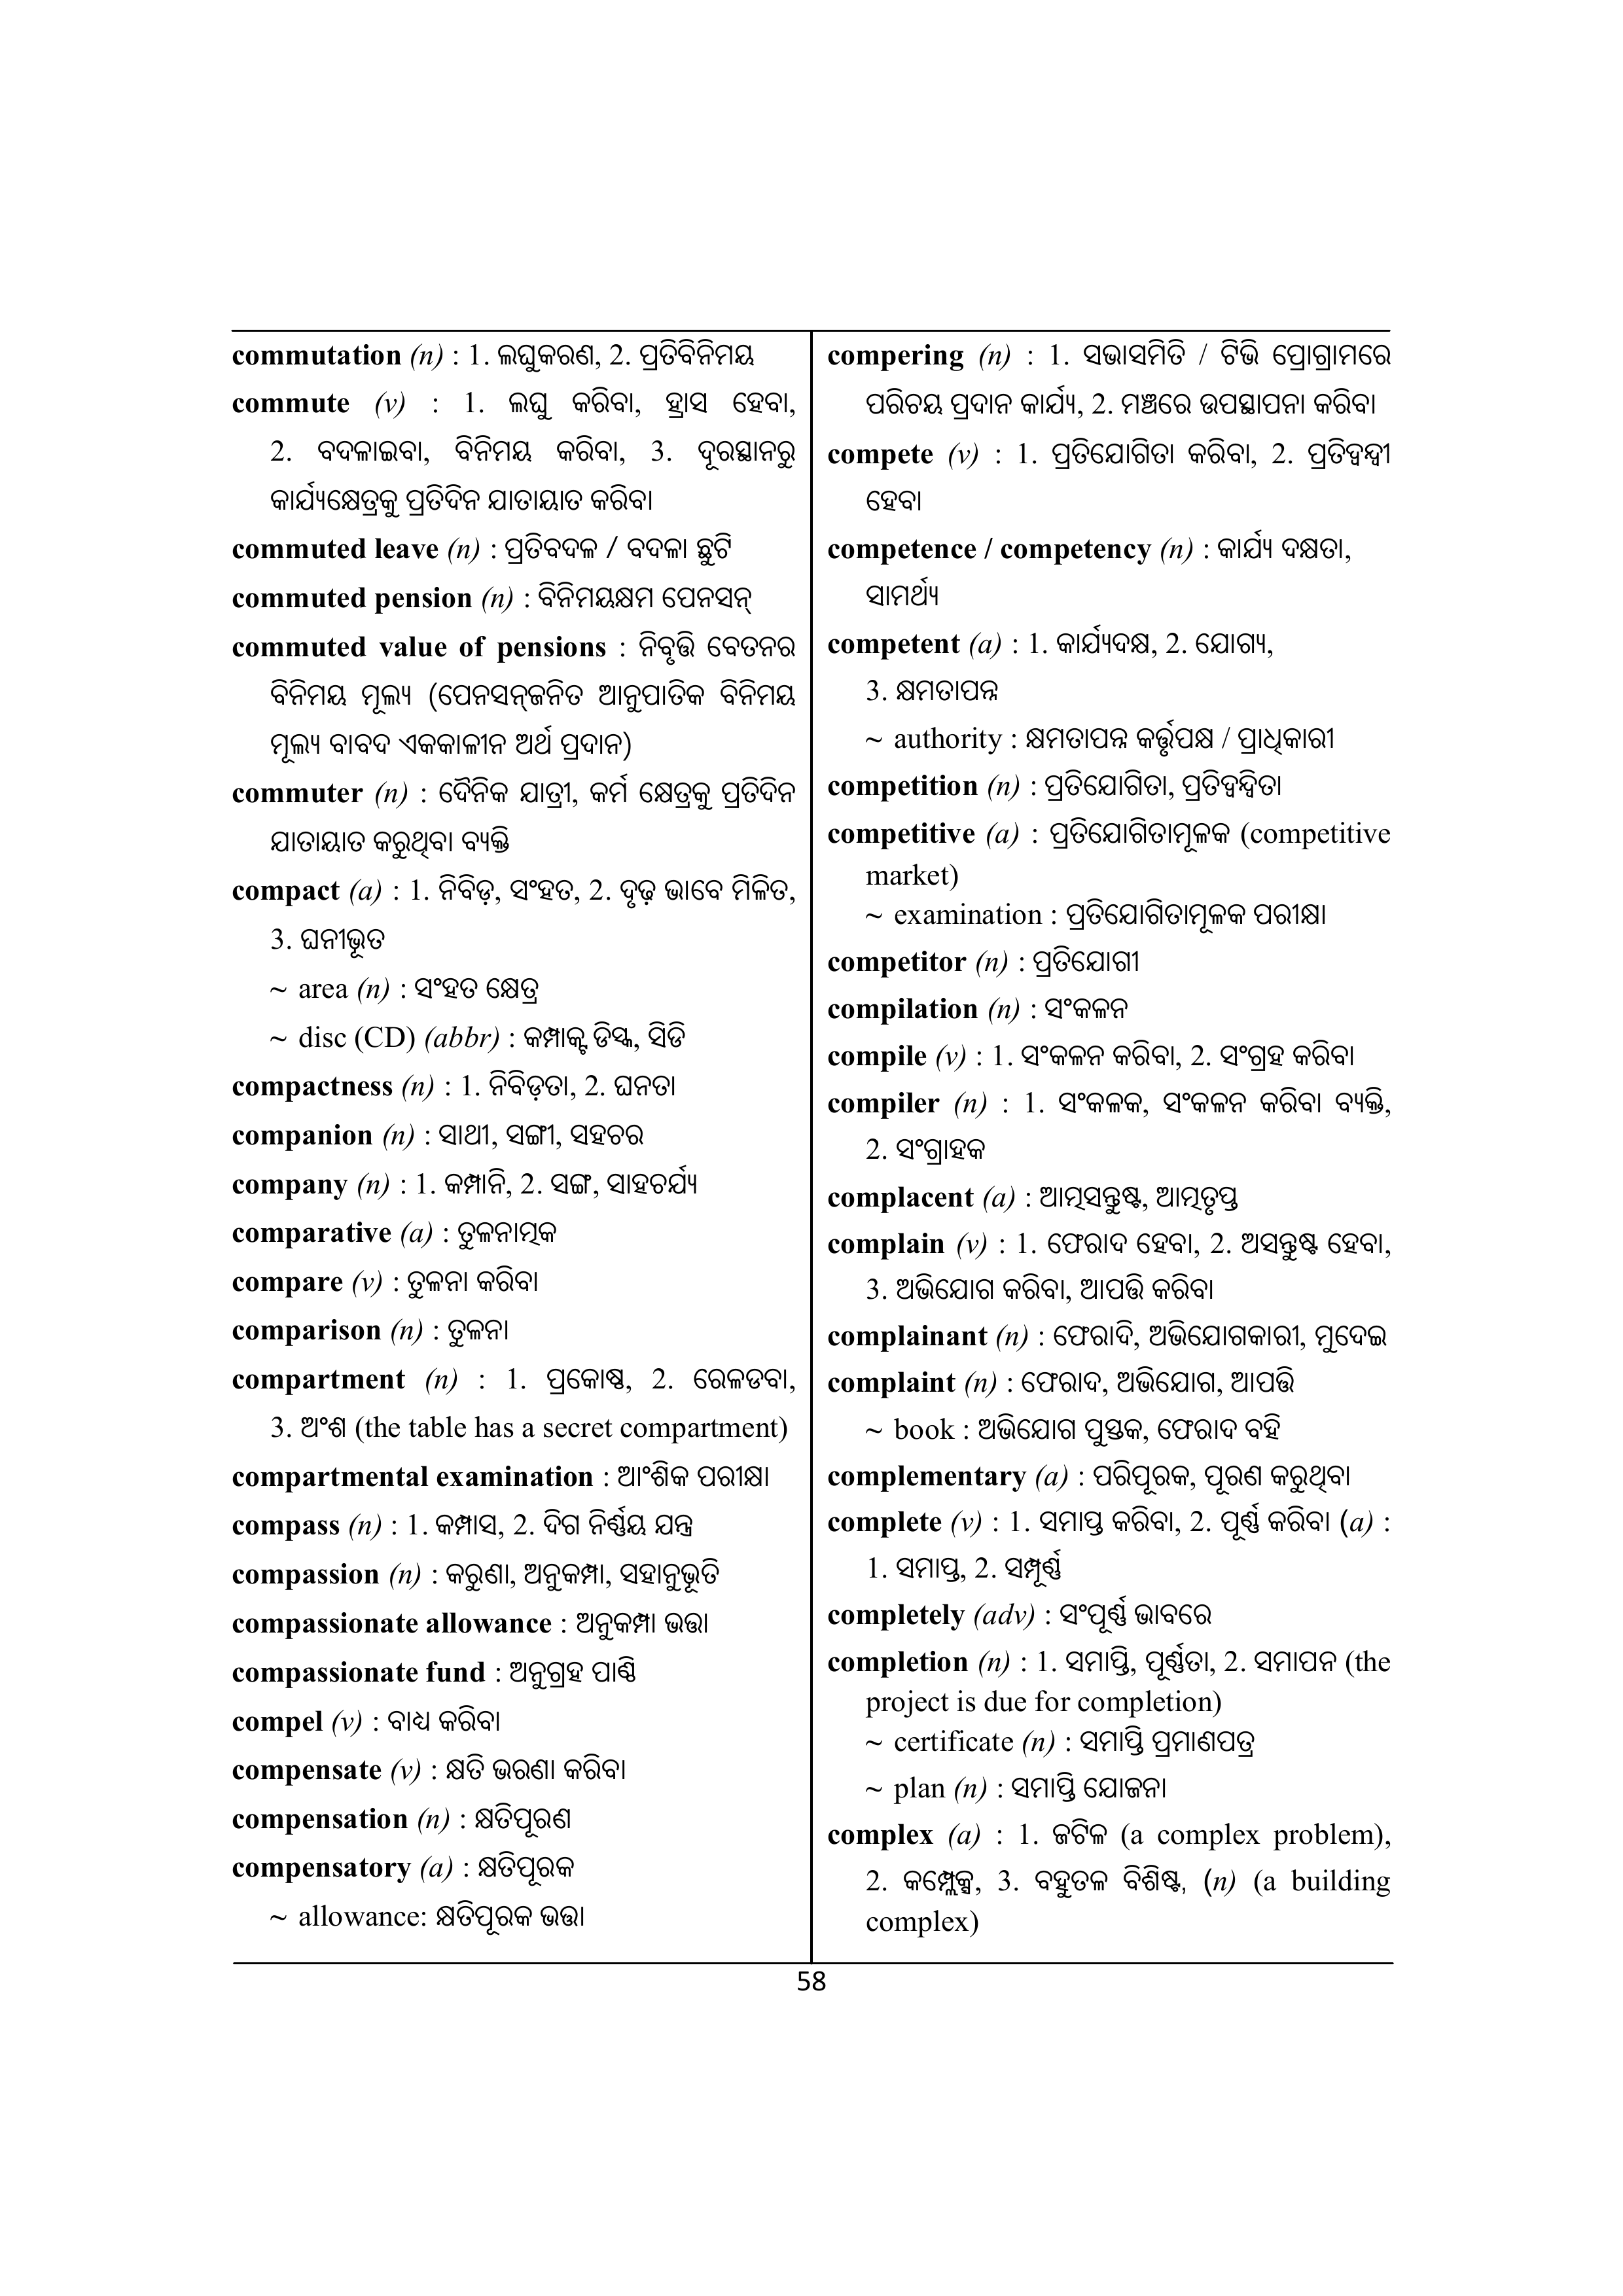 commutation (n) : 1. ଲଘୁକରଣ, 2. ପ୍ରତିବିନିମୟ
commute (v) : 1. ଲଘୁ କରିବା, ହ୍ରାସ ହେବା,
2. ବଦଳାଇବା, ବିନିମୟ କରିବା, 3. ଦୂରସ୍ଥାନରୁ
କାର୍ଯ୍ୟକ୍ଷେତ୍ରକୁ ପ୍ରତିଦିନ ଯାତାୟାତ କରିବା
commuted leave (n) : ପ୍ରତିବଦଳ / ବଦଳା ଛୁଟି
commuted pension (n) : ବିନିମୟକ୍ଷମ ପେନସନ୍
commuted value of pensions : ନିବୃତ୍ତି ବେତନର
ବିନିମୟ ମୂଲ୍ୟ (ପେନସନ୍‌ଜନିତ ଆନୁପାତିକ ବିନିମୟ
ମୂଲ୍ୟ ବାବଦ ଏକକାଳୀନ ଅର୍ଥ ପ୍ରଦାନ)
commuter (n) : ଦୈନିକ ଯାତ୍ରୀ, କର୍ମ କ୍ଷେତ୍ରକୁ ପ୍ରତିଦିନ
ଯାତାୟାତ କରୁଥିବା ବ୍ୟକ୍ତି
compact (a) : 1. ନିବିଡ଼, ସଂହତ, 2. ଦୃଢ଼ ଭାବେ ମିଳିତ,
3. ଘନୀଭୂତ
~ area (n) : ସଂହତ କ୍ଷେତ୍ର
~ disc (CD) (abbr) : କମ୍ପାକ୍ଟ ଡିସ୍କ, ସିଡି
compactness (n) : 1. ନିବିଡ଼ତା, 2. ଘନତା
companion (n) : ସାଥୀ, ସଙ୍ଗୀ, ସହଚର
company (n) : 1. କମ୍ପାନି, 2. ସଙ୍ଗ, ସାହଚର୍ଯ୍ୟ
comparative (a) : ତୁଳନାତ୍ମକ
compare (v) : ତୁଳନା କରିବା
comparison (n) : ତୁଳନା
compartment (n) : 1. ପ୍ରକୋଷ୍ଠ, 2. ରେଳଡବା,
3. ଅଂଶ (the table has a secret compartment)
compartmental examination : ଆଂଶିକ ପରୀକ୍ଷା
compass (n) : 1. କମ୍ପାସ, 2. ଦିଗ ନିର୍ଣ୍ଣୟ ଯନ୍ତ୍ର
compassion (n) : କରୁଣା, ଅନୁକମ୍ପା, ସହାନୁଭୂତି
compassionate allowance : ଅନୁକମ୍ପା ଭତ୍ତା
compassionate fund : ଅନୁଗ୍ରହ ପାଣ୍ଠି
compel (v) : ବାଧ୍ୟ କରିବା
compensate (v) : କ୍ଷତି ଭରଣା କରିବା
compensation (n) : କ୍ଷତିପୂରଣ
compensatory (a) : କ୍ଷତିପୂରକ
~ allowance: କ୍ଷତିପୂରକ ଭତ୍ତା
compering (n) : 1. ସଭାସମିତି / ଟିଭି ପ୍ରୋଗ୍ରାମରେ
ପରିଚୟ ପ୍ରଦାନ କାର୍ଯ୍ୟ, 2. ମଞ୍ଚରେ ଉପସ୍ଥାପନା କରିବା
compete (v) : 1. ପ୍ରତିଯୋଗିତା କରିବା, 2. ପ୍ରତିଦ୍ୱନ୍ଦ୍ୱୀ
ହେବା
competence / competency (n) : କାର୍ଯ୍ୟ ଦକ୍ଷତା,
ସାମର୍ଥ୍ୟ
competent (a) : 1. କାର୍ଯ୍ୟଦକ୍ଷ, 2. ଯୋଗ୍ୟ,
3. କ୍ଷମତାପନ୍ନ
~ authority : କ୍ଷମତାପନ୍ନ କର୍ତ୍ତୃପକ୍ଷ / ପ୍ରାଧିକାରୀ
competition (n) : ପ୍ରତିଯୋଗିତା, ପ୍ରତିଦ୍ୱନ୍ଦ୍ୱିତା
competitive (a) : ପ୍ରତିଯୋଗିତାମୂଳକ (competitive
market)
~ examination : ପ୍ରତିଯୋଗିତାମୂଳକ ପରୀକ୍ଷା
competitor (n) : ପ୍ରତିଯୋଗୀ
compilation (n) : ସଂକଳନ
compile (v) : 1. ସଂକଳନ କରିବା, 2. ସଂଗ୍ରହ କରିବା
compiler (n) : 1. ସଂକଳକ, ସଂକଳନ କରିବା ବ୍ୟକ୍ତି,
2. ସଂଗ୍ରାହକ
complacent (a) : ଆତ୍ମସନ୍ତୁଷ୍ଟ, ଆତ୍ମତୃପ୍ତ
complain (v) : 1. ଫେରାଦ ହେବା, 2. ଅସନ୍ତୁଷ୍ଟ ହେବା,
3. ଅଭିଯୋଗ କରିବା, ଆପତ୍ତି କରିବା
complainant (n) : ଫେରାଦି, ଅଭିଯୋଗକାରୀ, ମୁଦେଇ
complaint (n) : ଫେରାଦ, ଅଭିଯୋଗ, ଆପତ୍ତି
~ book : ଅଭିଯୋଗ ପୁସ୍ତକ, ଫେରାଦ ବହି
complementary (a) : ପରିପୂରକ, ପୂରଣ କରୁଥିବା
complete (v) : 1. ସମାପ୍ତ କରିବା, 2. ପୂର୍ଣ୍ଣ କରିବା (a) :
1. ସମାପ୍ତ, 2. ସମ୍ପୂର୍ଣ୍ଣ
completely (adv) : ସଂପୂର୍ଣ୍ଣ ଭାବରେ
completion (n) : 1. ସମାପ୍ତି, ପୂର୍ଣ୍ଣତା, 2. ସମାପନ (the
project is due for completion)
~ certificate (n) : ସମାପ୍ତି ପ୍ରମାଣପତ୍ର
~ plan (n) : ସମାପ୍ତି ଯୋଜନା
complex (a) : 1. ଜଟିଳ (a complex problem),
2. କମ୍ପ୍ଲେକ୍ସ, 3. ବହୁତଳ ବିଶିଷ୍ଟ, (n) (a building
complex)
58